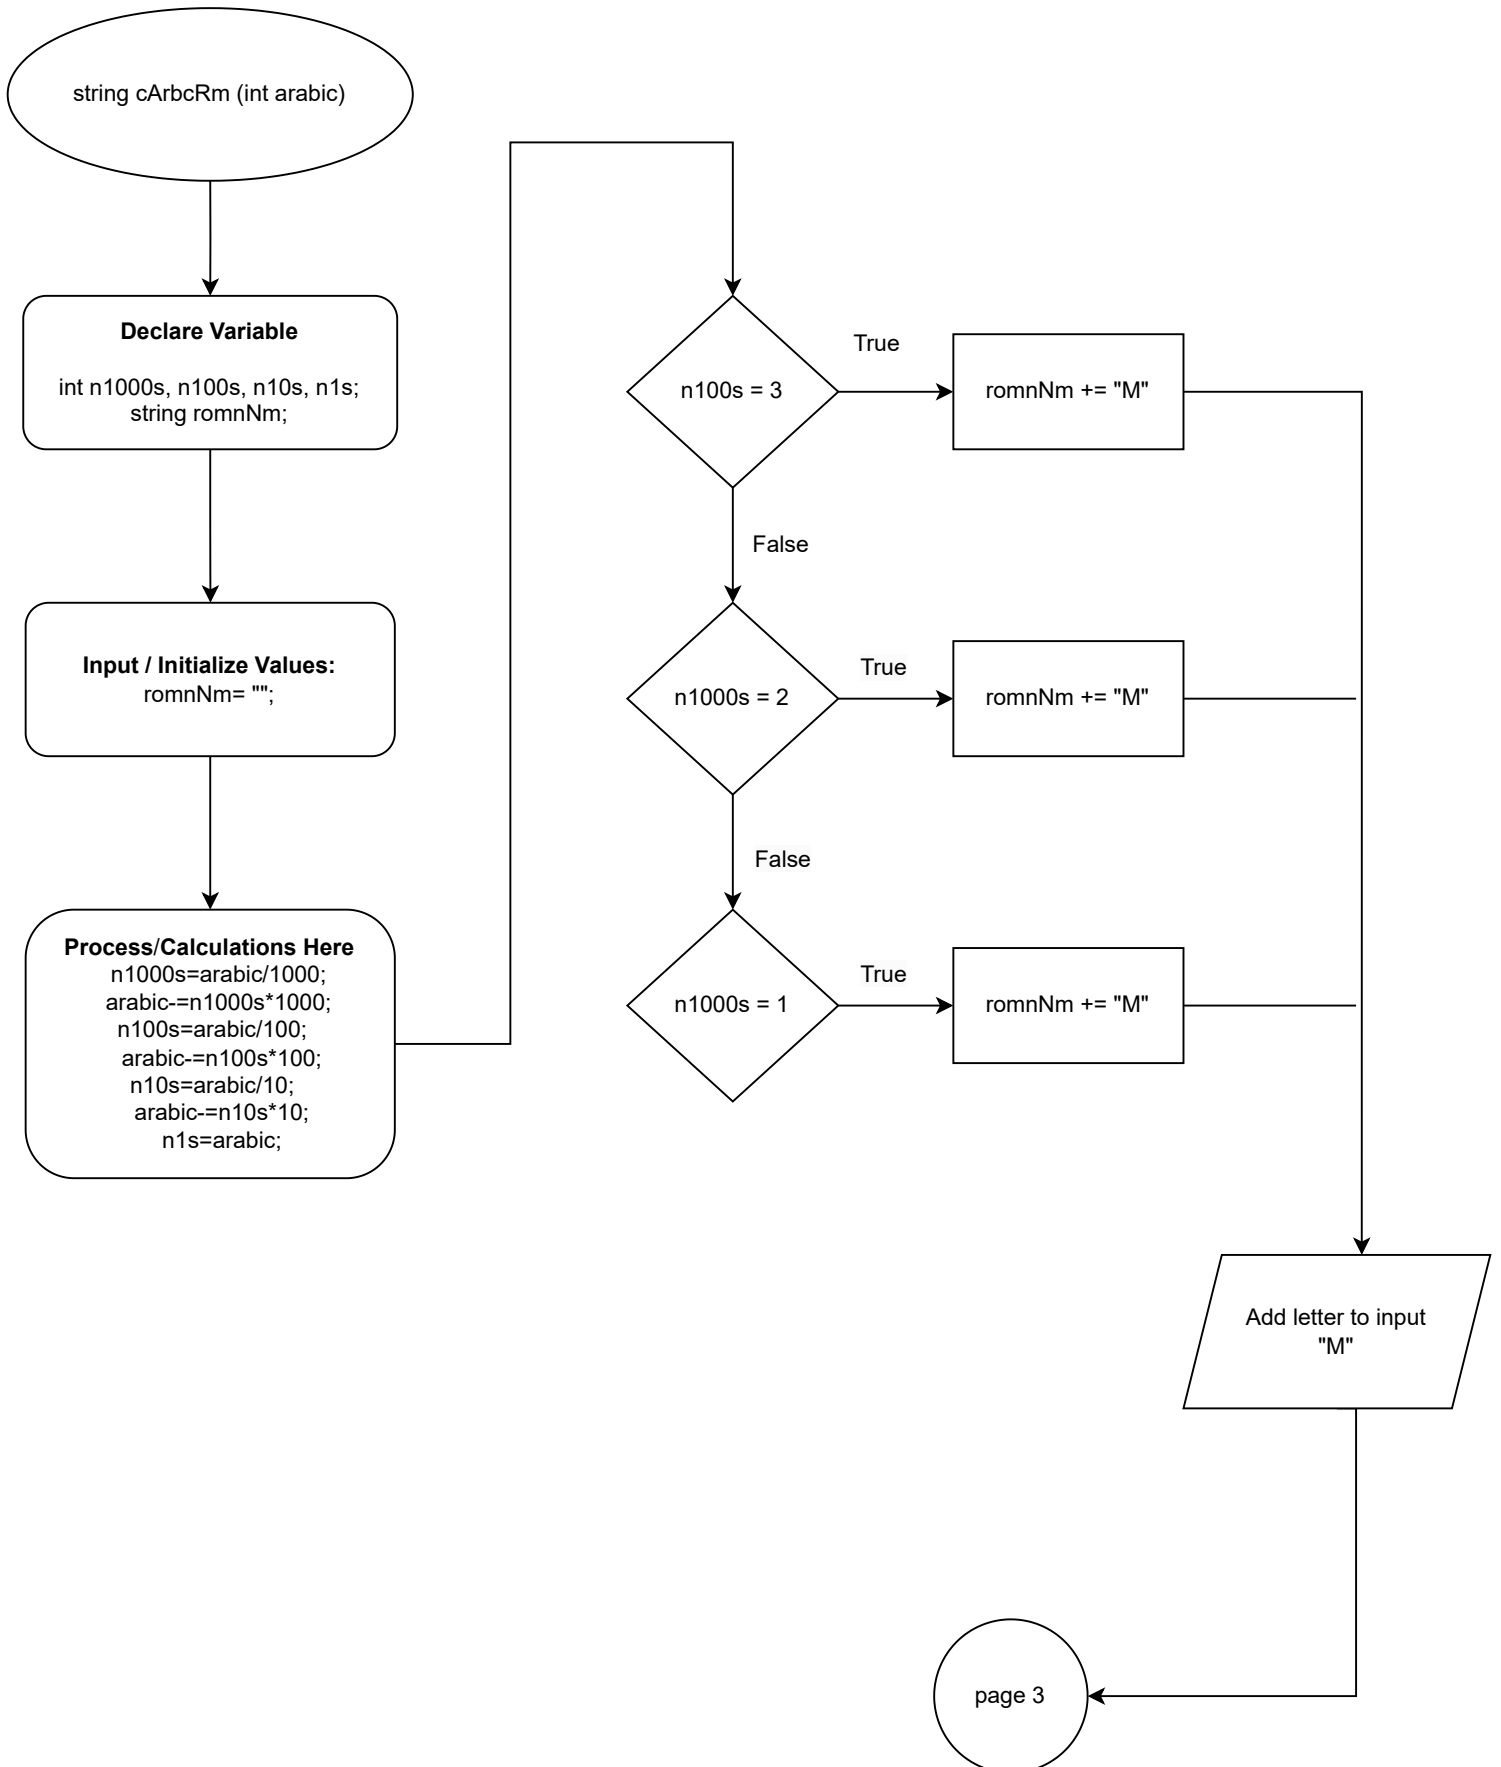 string cArbcRm (int arabic)
Declare Variable
int n1000s, n100s, n10s, n1s;
string romnNm;
Input / Initialize Values:
romnNm= "";
Process/Calculations Here
n1000s=arabic/1000;
arabic-=n1000s*1000;
n100s=arabic/100;
arabic-=n100s*100;
n10s=arabic/10;
arabic-=n10s*10;
n1s=arabic;
n100s = 3
True
romnNm += "M"
False
n1000s = 2
True
romnNm += "M"
False
n1000s = 1
True
romnNm += "M"
Add letter to input
"M"
page 3